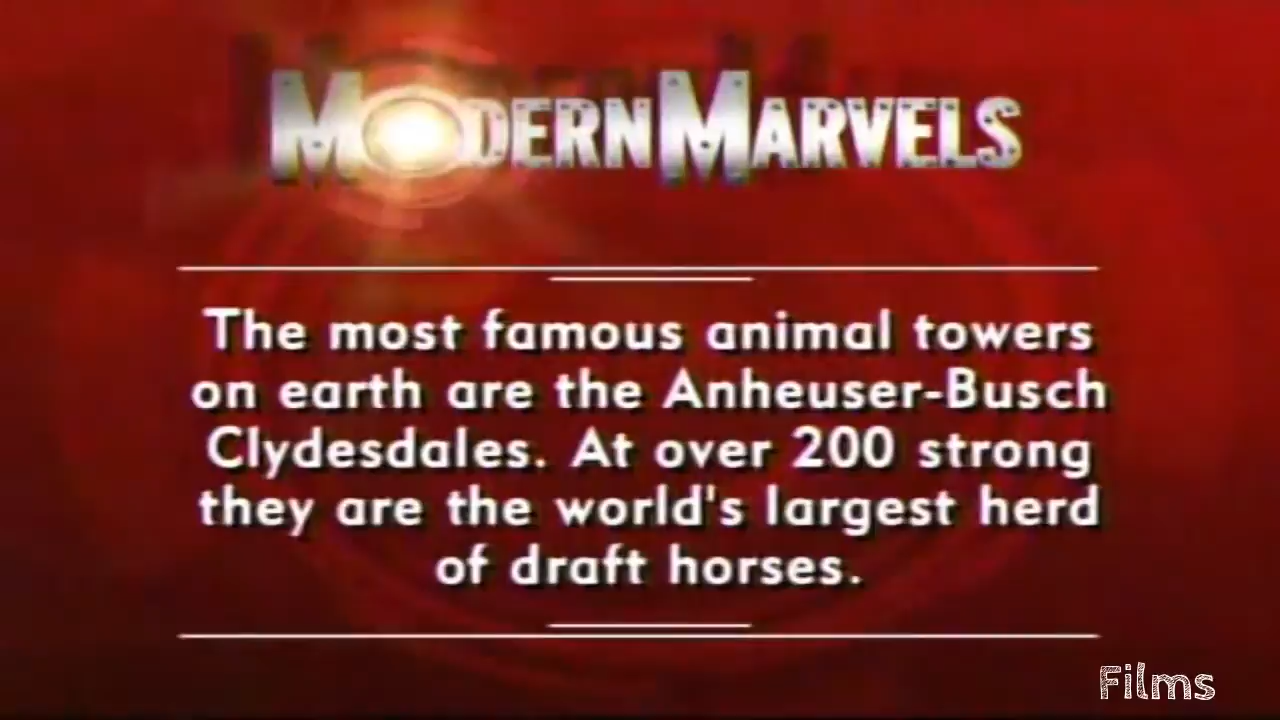 MODERN MARVELS
The most famous animal towers
on earth are the Anheuser-Busch
Clydesdales. At over 200 strong
they are the world's largest herd
of draft horses.
Films